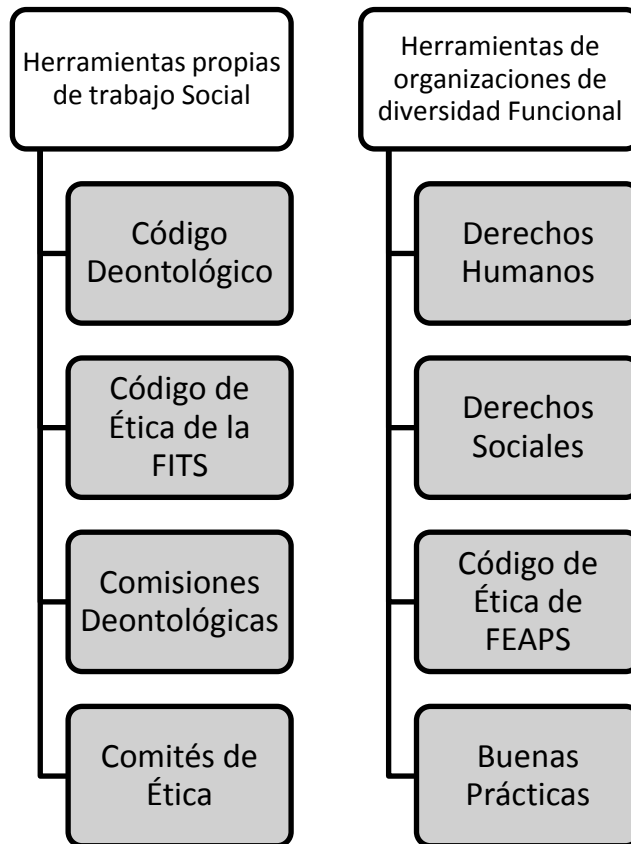 Herramientas propias
de trabajo Social
Código
Deontológico
Código de
Ética de la
FITS
Comisiones
Deontológicas
Comités de
Ética
Herramientas de
organizaciones de
diversidad Funcional
Derechos
Humanos
Derechos
Sociales
Código de
Ética de
FEAPS
Buenas
Prácticas